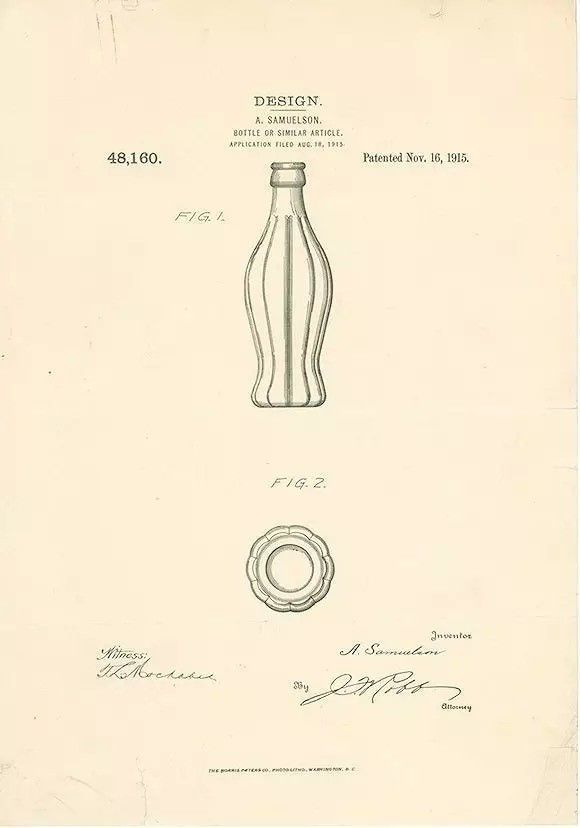 DESIGN.
A. SAMUELSON.
BOTTLE OR SIMILAR ARTICLE.
APPLICATION FILED AUG. 18, 1915.
48,160.
Patented Nov. 16, 1915.
FIG. 1.
FIG. 2.
Inventor
A. Samuelson
Witness:
By
Attorney
THE NORRIS PETERS CO., PHOTO-LITHO., WASHINGTON, D. C.